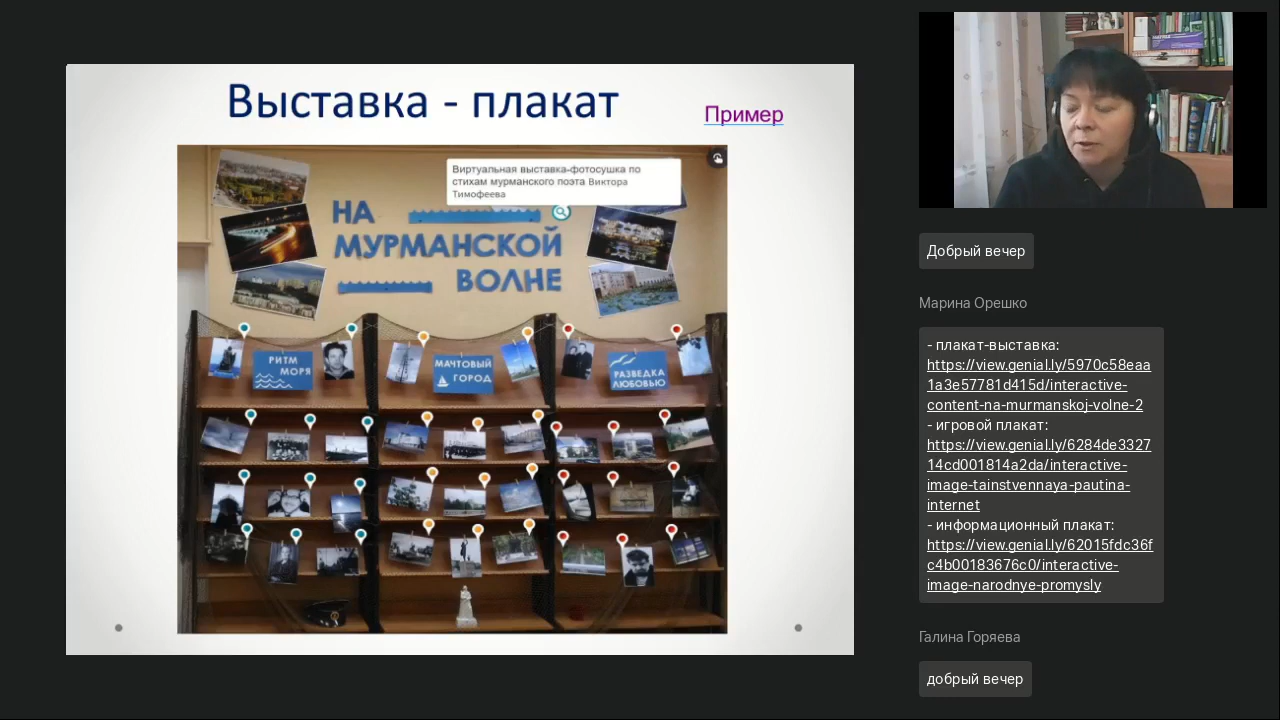 Выставка - плакат
Пример
Виртуальная выставка-фотосушка по
стихам мурманского поэта Виктора
Тимофеева
НА
МУРМАНСКОЙ
ВОЛНЕ
РИТМ
МОРЯ
МАЧТОВЫЙ
ГОРОД
РАЗВЕДКА
ЛЮБОВЬЮ
Добрый вечер
Марина Орешко
- плакат-выставка:
https://view.genial.ly/5970c58eaa
1a3e57781d415d/interactive-
content-na-murmanskoj-volne-2
- игровой плакат:
https://view.genial.ly/6284de3327
14cd001814a2da/interactive-
image-tainstvennaya-pautina-
internet
- информационный плакат:
https://view.genial.ly/62015fdc36f
c4b00183676c0/interactive-
image-narodnye-promysly
Галина Горяева
добрый вечер